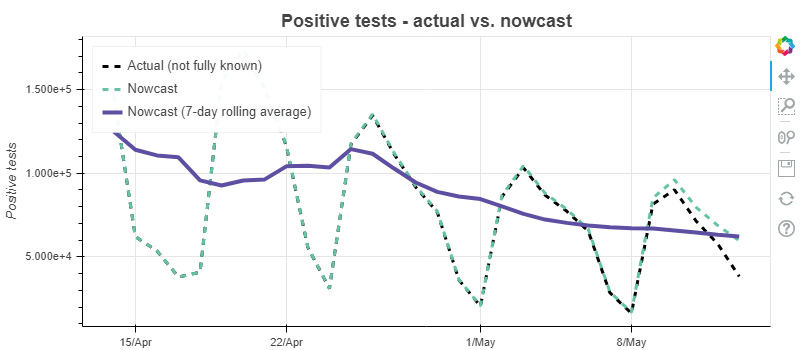 Positive tests - actual vs. nowcast
Actual (not fully known)
Nowcast
Nowcast (7-day rolling average)
Positive tests
1.500e+5
1.000e+5
5.000e+4
15/Apr
22/Apr
1/May
8/May